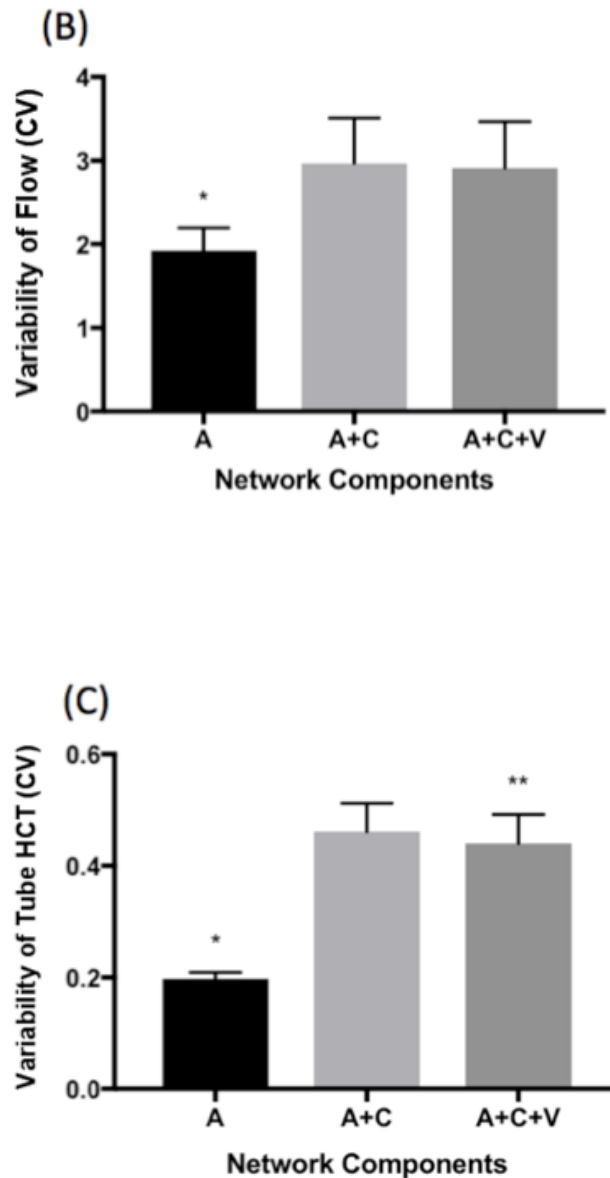 (B)
Variability of Flow (CV)
4
3
2
1
0
*
A
A+C
A+C+V
Network Components
(C)
Variability of Tube HCT (CV)
0.6
0.4
0.2
0.0
*
**
A
A+C
A+C+V
Network Components